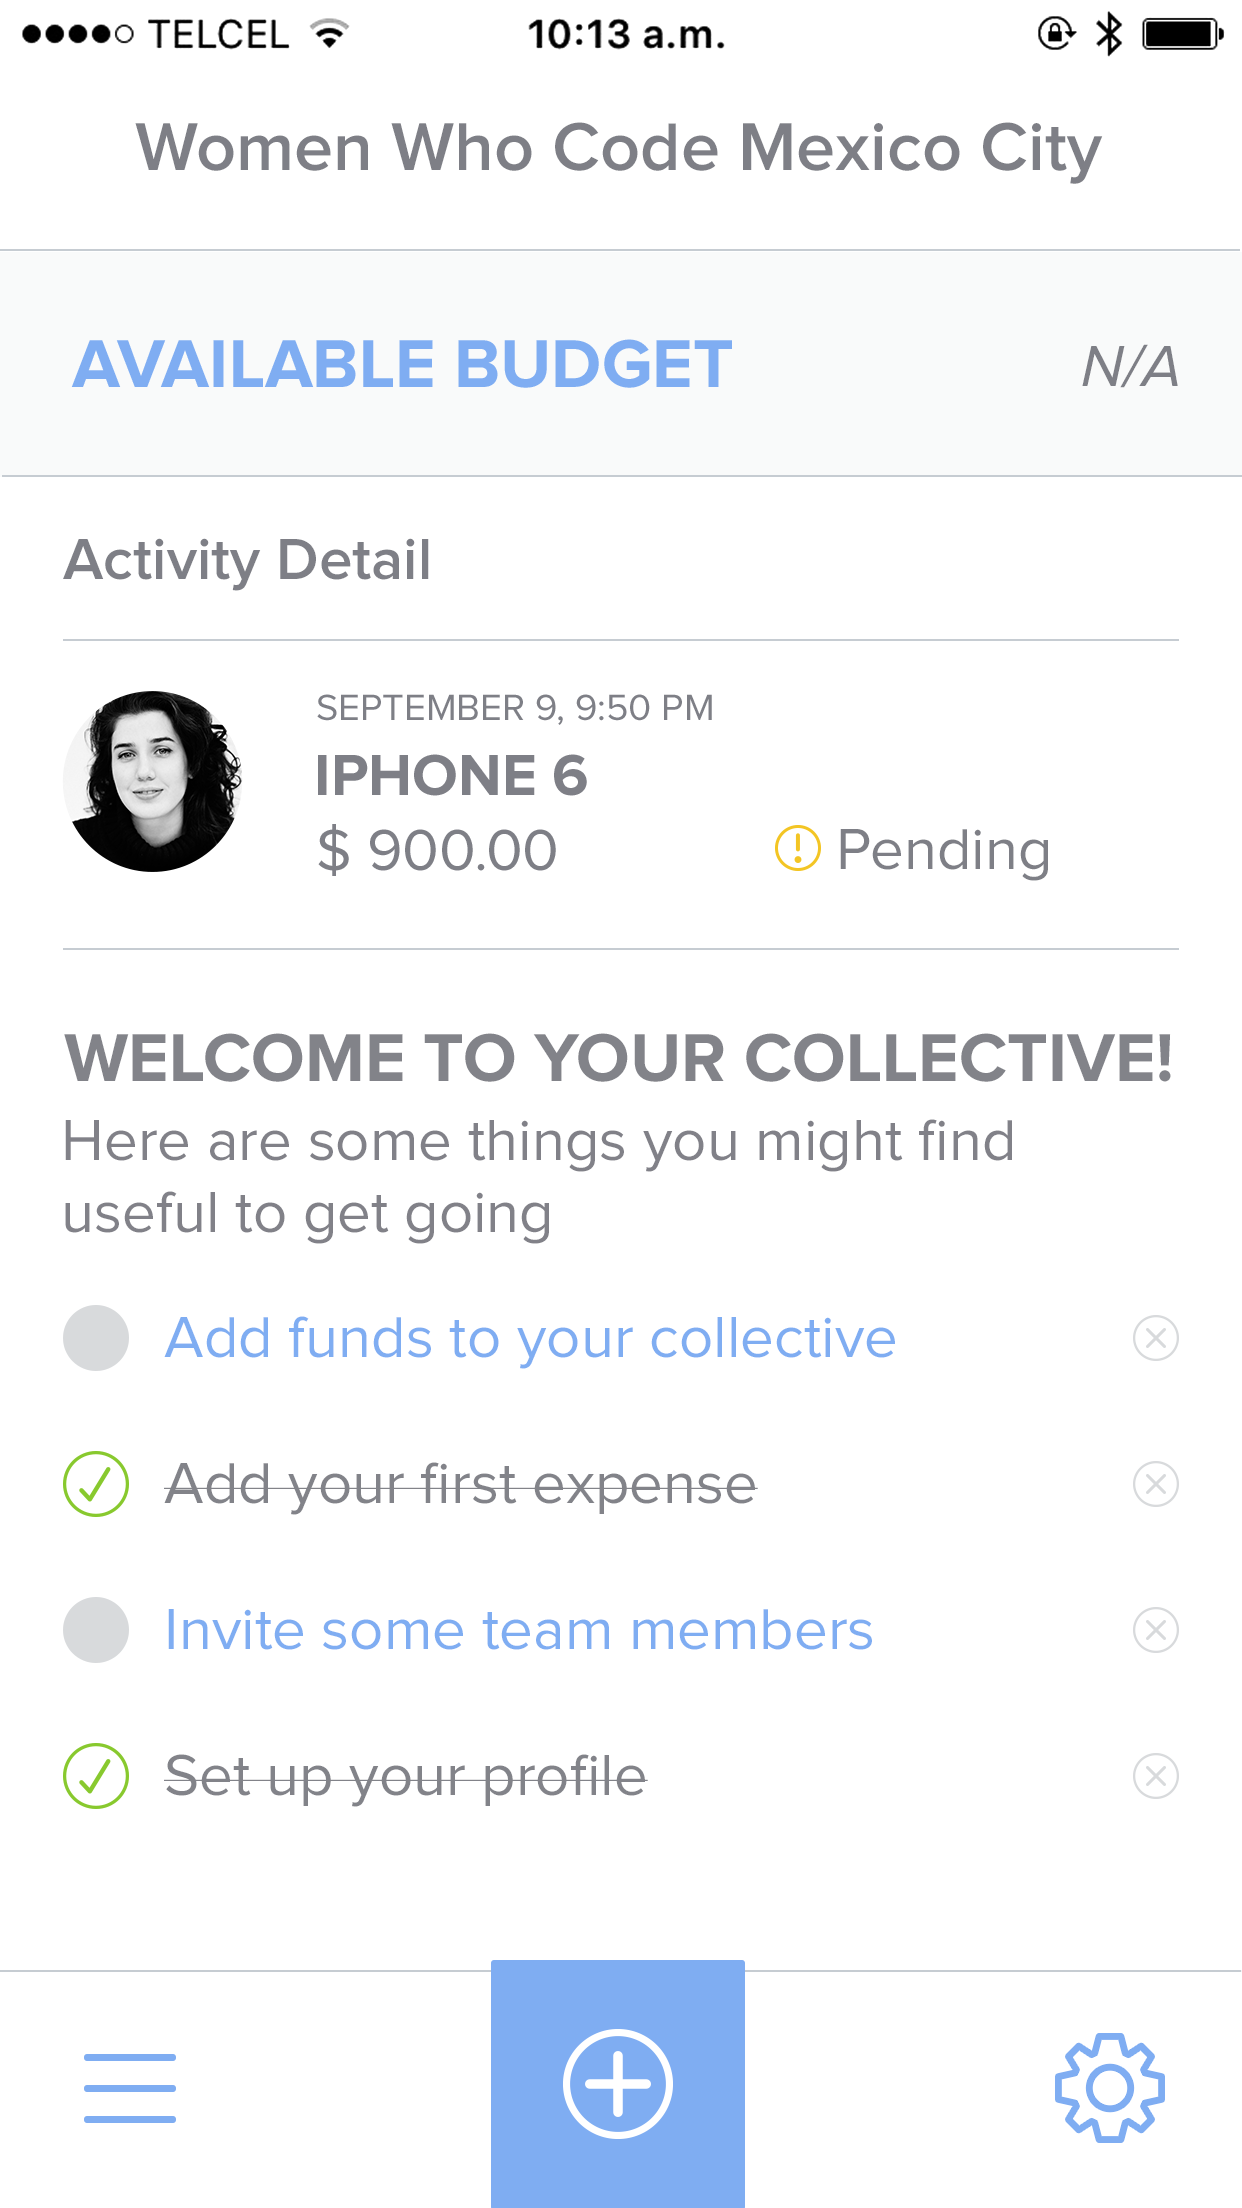 TELCEL 10:13 a.m.
Women Who Code Mexico City
AVAILABLE BUDGET N/A
Activity Detail
SEPTEMBER 9, 9:50 PM
IPHONE 6
$ 900.00 Pending
WELCOME TO YOUR COLLECTIVE!
Here are some things you might find
useful to get going
Add funds to your collective
Add your first expense
Invite some team members
Set up your profile